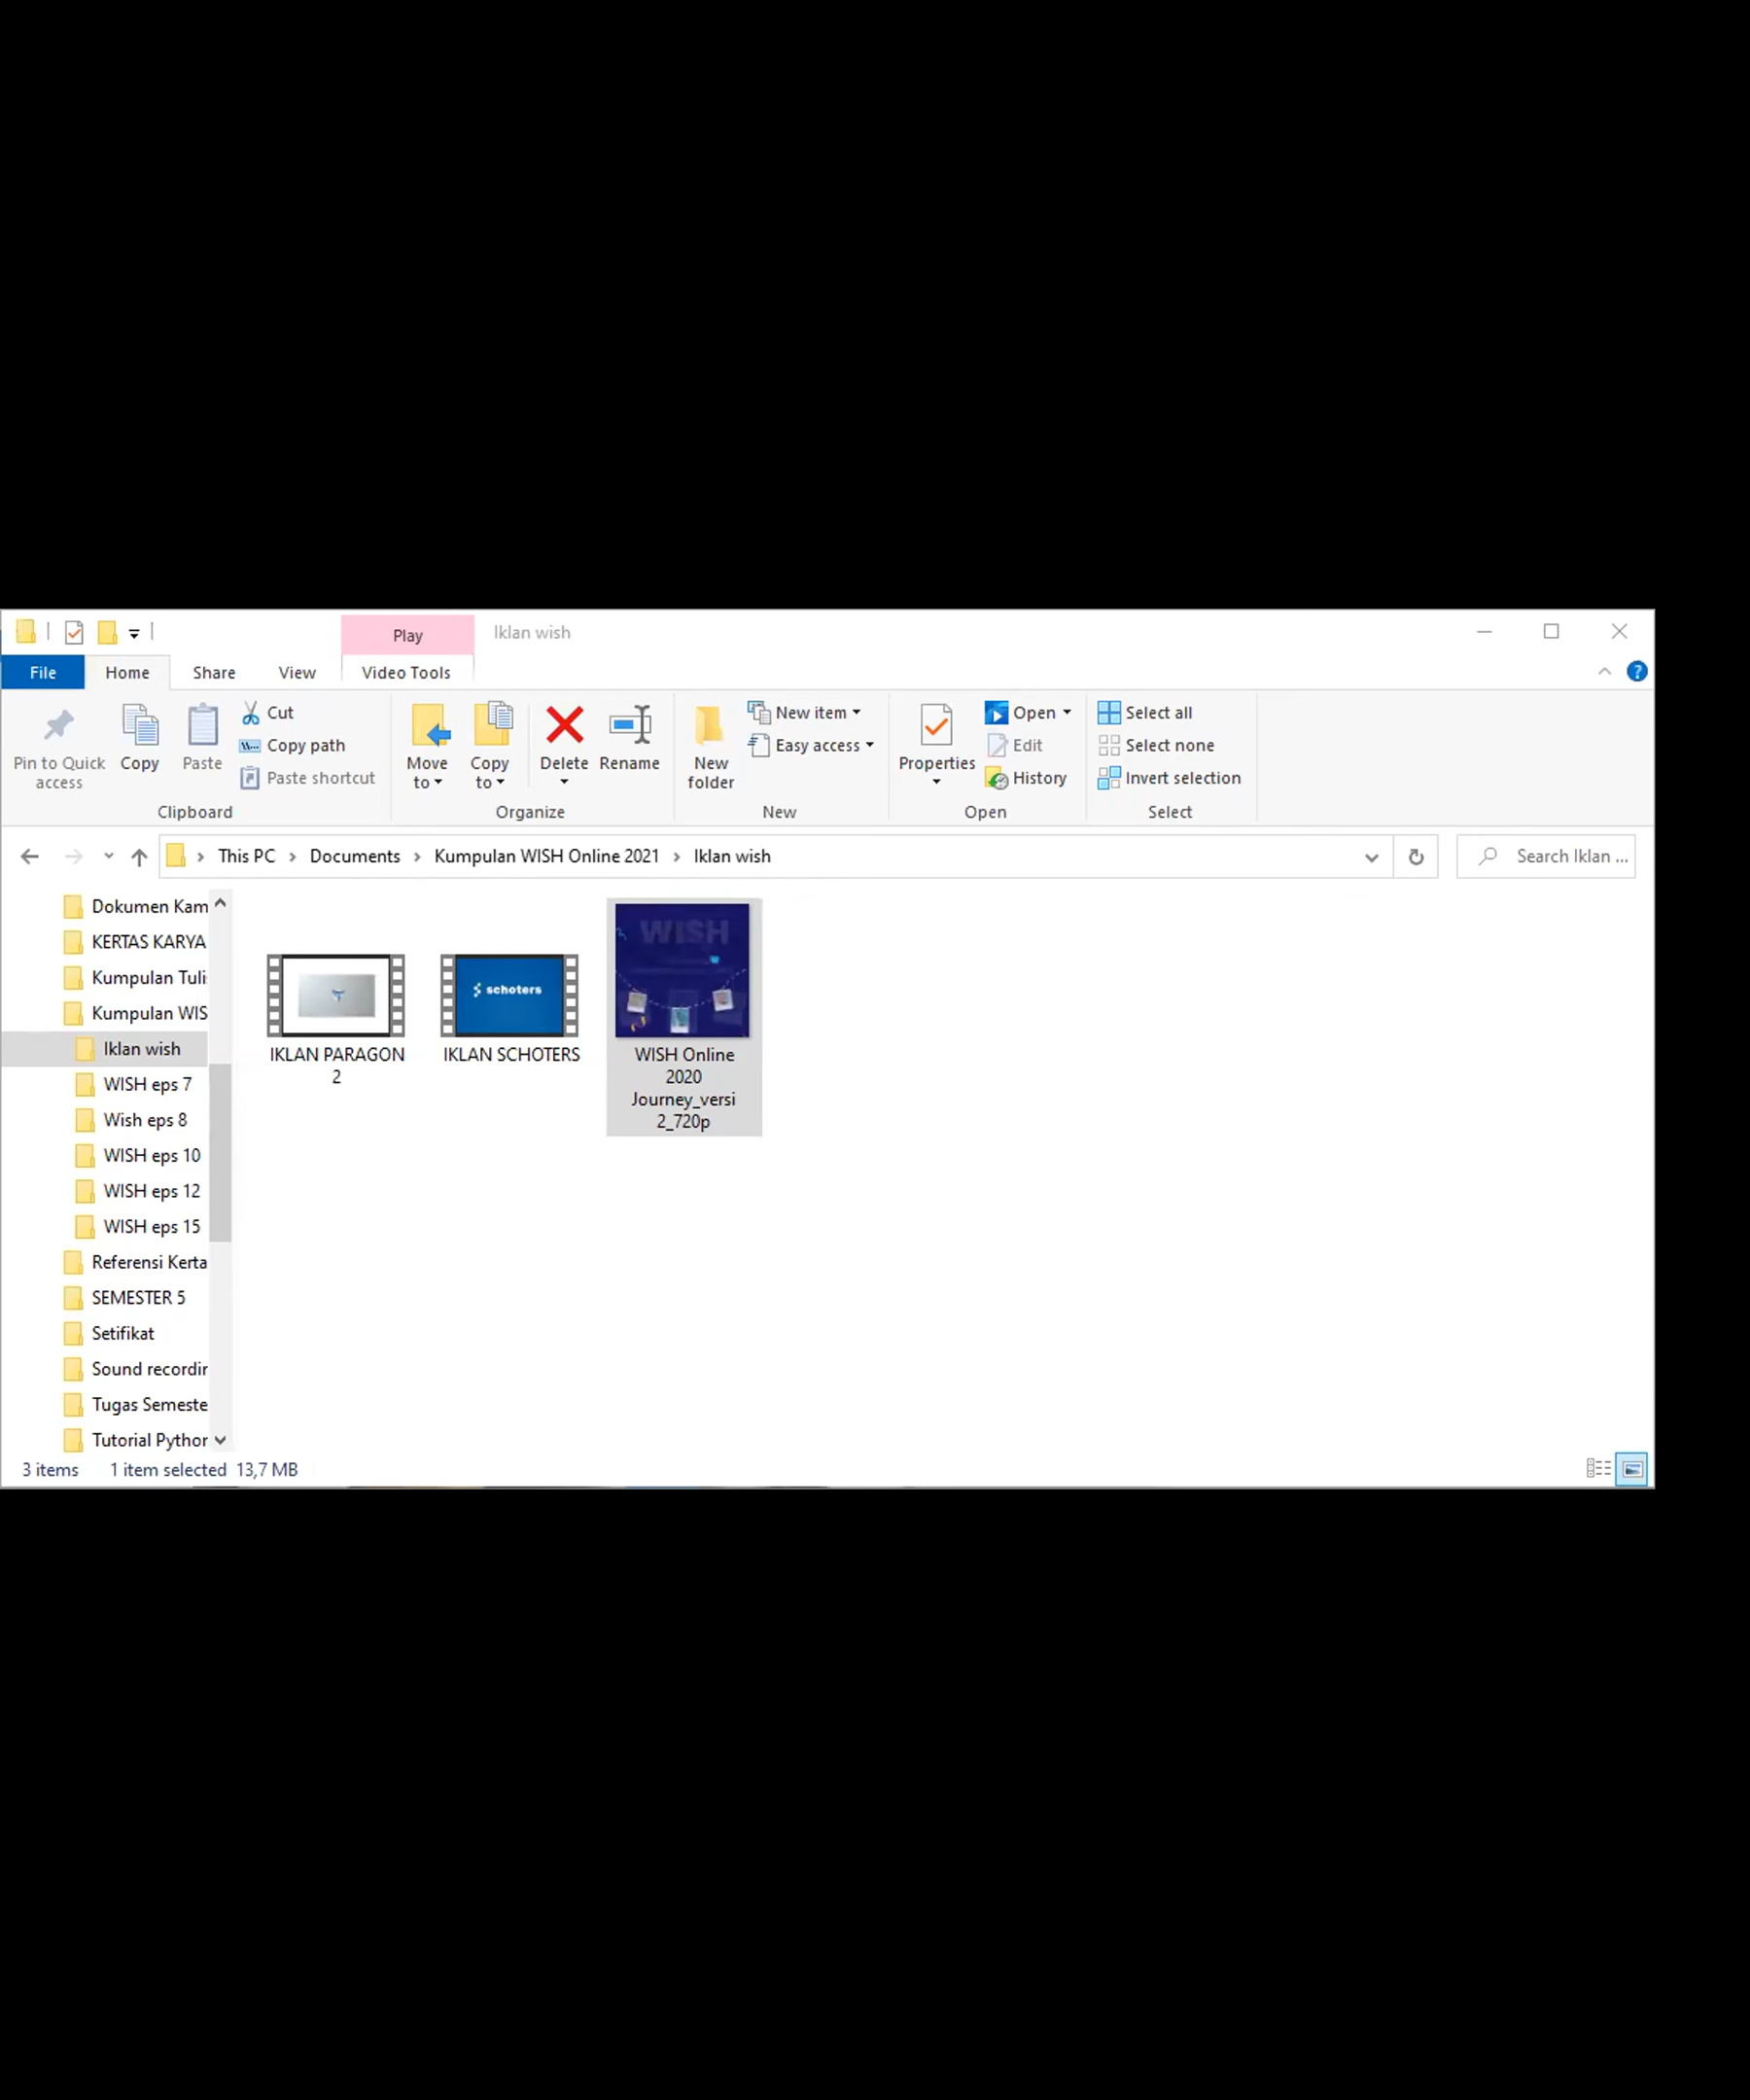 Play
Iklan wish
File
Home
Share
View
Video Tools
Pin to Quick
access
Copy
Paste
Cut
Copy path
Paste shortcut
Clipboard
Move
to
Copy
to
Delete
Rename
Organize
New
folder
New item
Easy access
New
Properties
Open
Edit
History
Open
Select all
Select none
Invert selection
Select
This PC
Documents
Kumpulan WISH Online 2021
Iklan wish
Search Iklan ...
Dokumen Kam
KERTAS KARYA
Kumpulan Tuli
Kumpulan WIS
Iklan wish
WISH eps 7
Wish eps 8
WISH eps 10
WISH eps 12
WISH eps 15
Referensi Kerta
SEMESTER 5
Setifikat
Sound recordir
Tugas Semeste
Tutorial Pythor
schoters
WISH
IKLAN PARAGON
2
IKLAN SCHOTERS
WISH Online
2020
Journey_versi
2_720p
3 items
1 item selected 13,7 MB